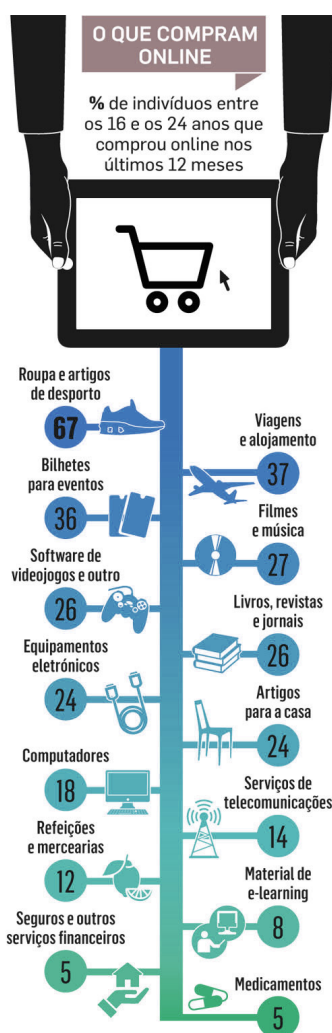 O QUE COMPRAM
ONLINE
% de indivíduos entre
os 16 e os 24 anos que
comprou online nos
últimos 12 meses
Roupa e artigos
de desporto
67
Viagens
e alojamento
37
Bilhetes
para eventos
36
Filmes
e música
27
Software de
videojogos e outro
26
Livros, revistas
e jornais
26
Equipamentos
eletrónicos
24
Artigos
para a casa
24
Computadores
18
Serviços de
telecomunicações
14
Refeições
e mercearias
12
Material de
e-learning
8
Seguros e outros
serviços financeiros
5
Medicamentos
5